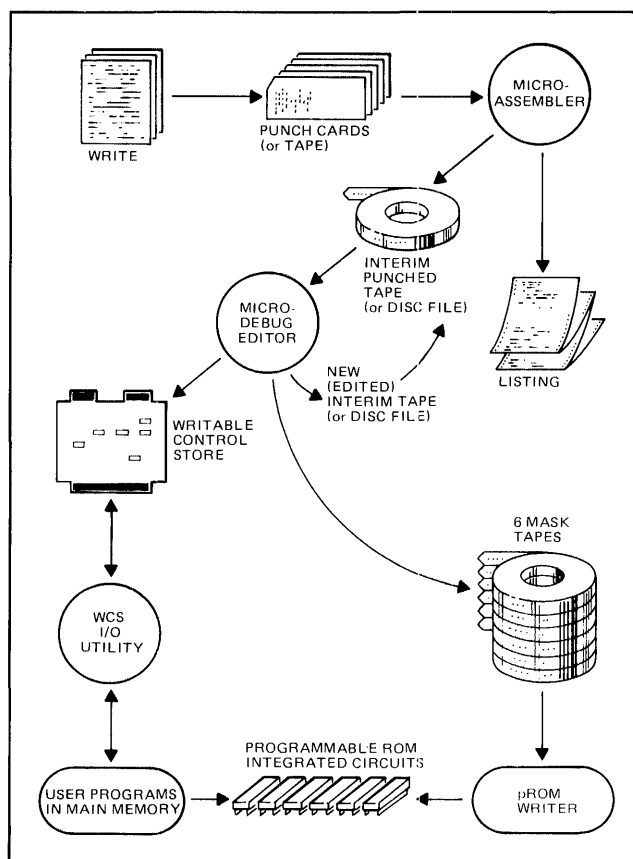 WRITE
PUNCH CARDS
(or TAPE)
MICRO-
ASSEMBLER
INTERIM
PUNCHED
TAPE
(or DISC FILE)
LISTING
MICRO-
DEBUG
EDITOR
NEW
(EDITED)
INTERIM TAPE
(or DISC FILE)
WRITABLE
CONTROL
STORE
6 MASK
TAPES
WCS
I/O
UTILITY
PROGRAMMABLE ROM
INTEGRATED CIRCUITS
USER PROGRAMS
IN MAIN MEMORY
pROM
WRITER